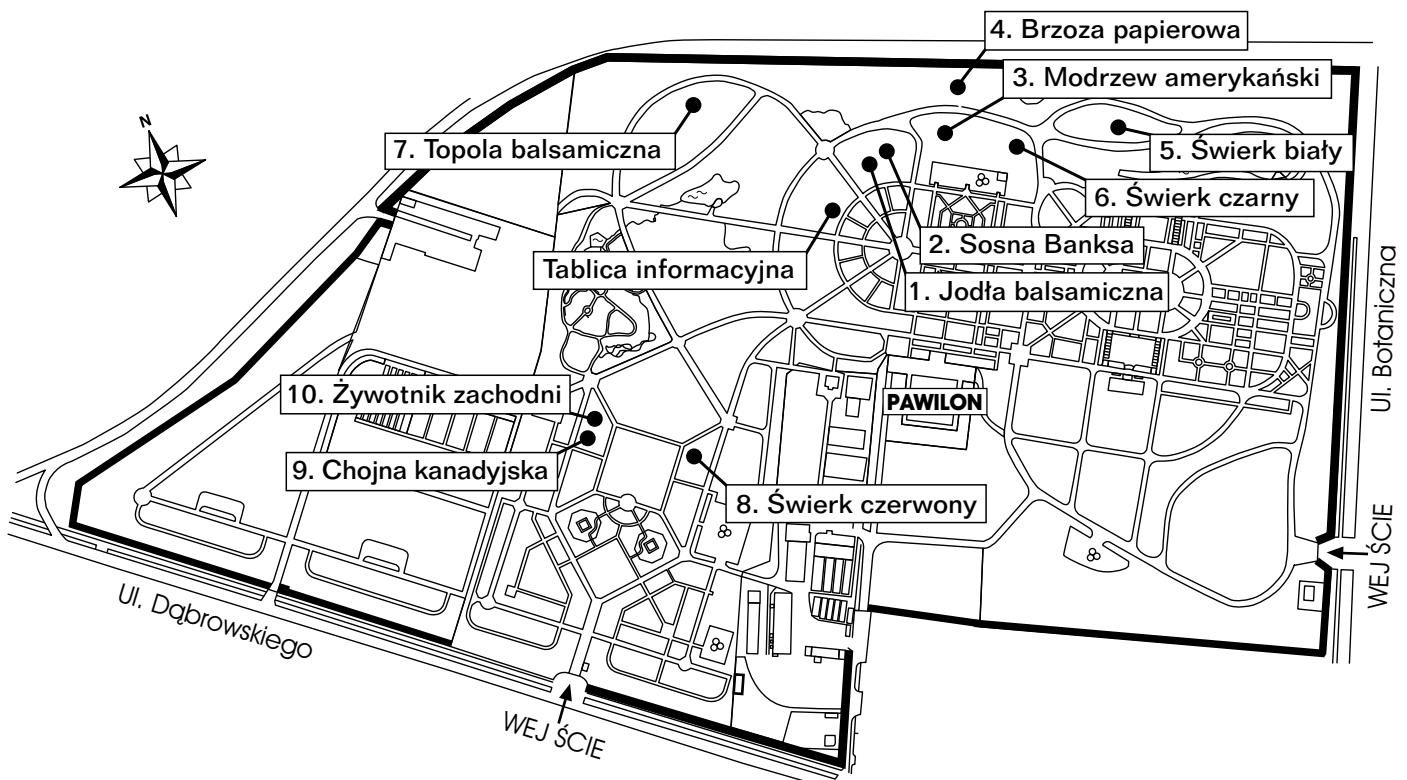 4. Brzoza papierowa
3. Modrzew amerykański
N
7. Topola balsamiczna
5. Świerk biały
6. Świerk czarny
2. Sosna Banksa
Tablica informacyjna
1. Jodła balsamiczna
Ul. Botaniczna
10. Żywotnik zachodni
PAWILON
9. Chojna kanadyjska
8. Świerk czerwony
WEJ ŚCIE
Ul. Dąbrowskiego
WEJ ŚCIE